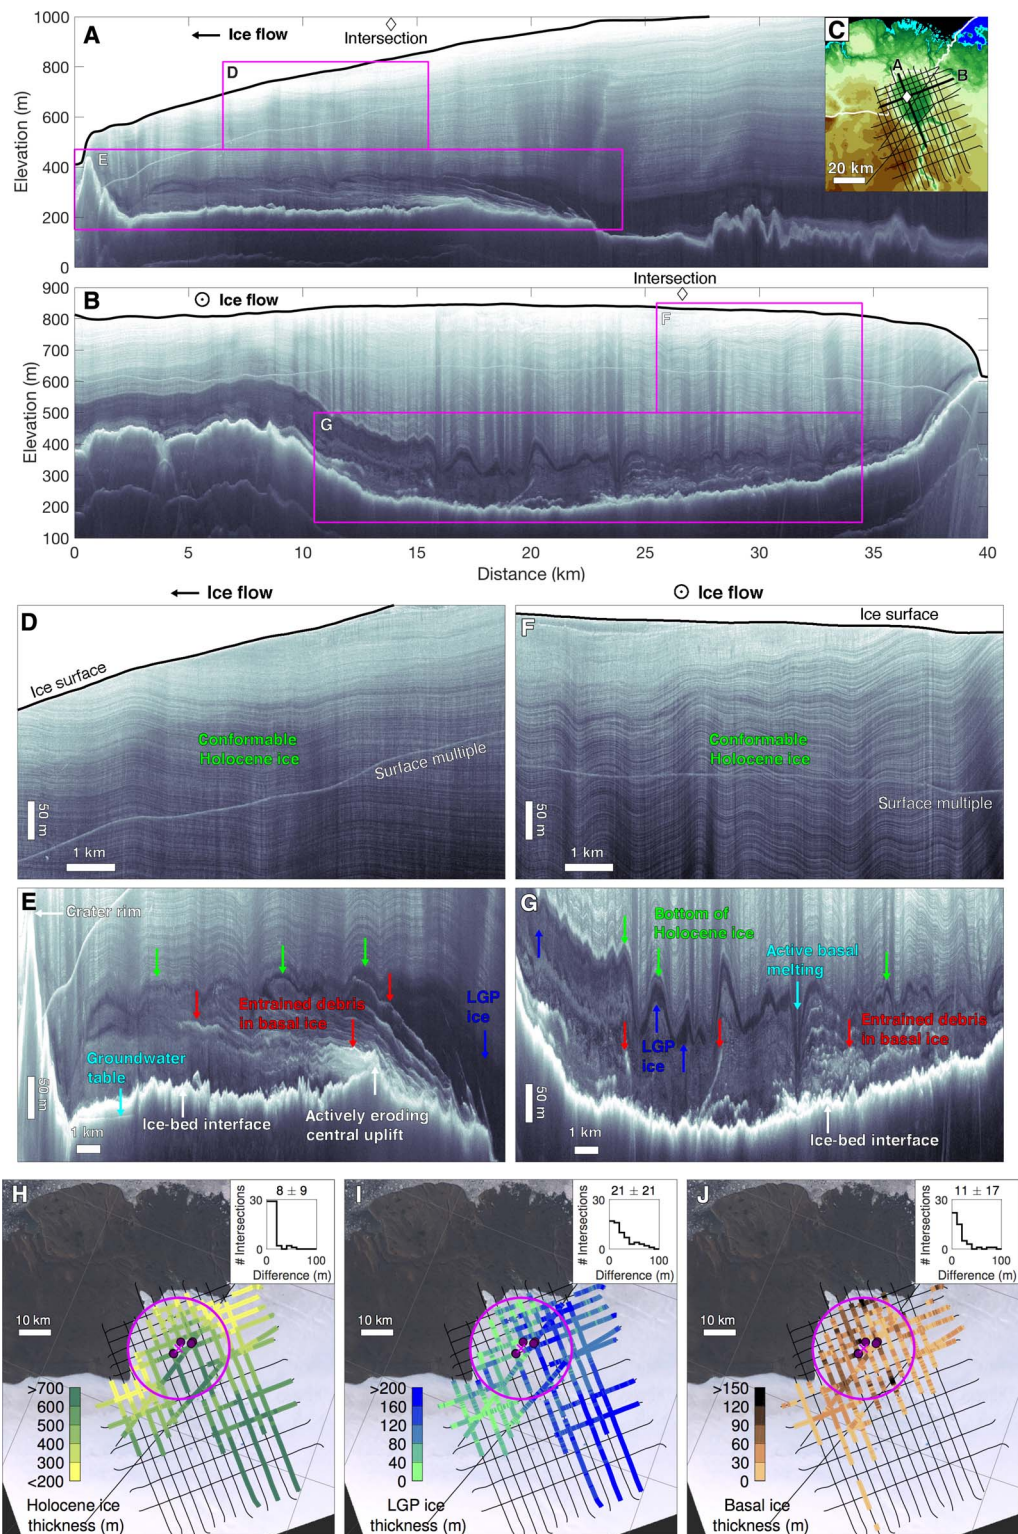 A
Ice flow
Intersection
C
A
B
20 km
D
E
1000
800
600
400
200
0
Elevation (m)
B
Ice flow
Intersection
F
G
900
800
700
600
500
400
300
200
100
Elevation (m)
0 5 10 15 20 25 30 35 40
Distance (km)
Ice flow
Ice flow
D
Ice surface
Conformable
Holocene ice
Surface multiple
50 m
1 km
F
Ice surface
Conformable
Holocene ice
Surface multiple
50 m
1 km
E
Crater rim
Entrained debris
in basal ice
LGP
ice
Groundwater
table
50 m
1 km
Ice-bed interface
Actively eroding
central uplift
G
Bottom of
Holocene ice
Active basal
melting
Entrained debris
in basal ice
LGP
ice
50 m
1 km
Ice-bed interface
H
8 ± 9
30
0
# Intersections
0 100
Difference (m)
10 km
>700
600
500
400
300
<200
Holocene ice
thickness (m)
I
21 ± 21
30
0
# Intersections
0 100
Difference (m)
10 km
>200
160
120
80
40
0
LGP ice
thickness (m)
J
11 ± 17
30
0
# Intersections
0 100
Difference (m)
10 km
>150
120
90
60
30
0
Basal ice
thickness (m)